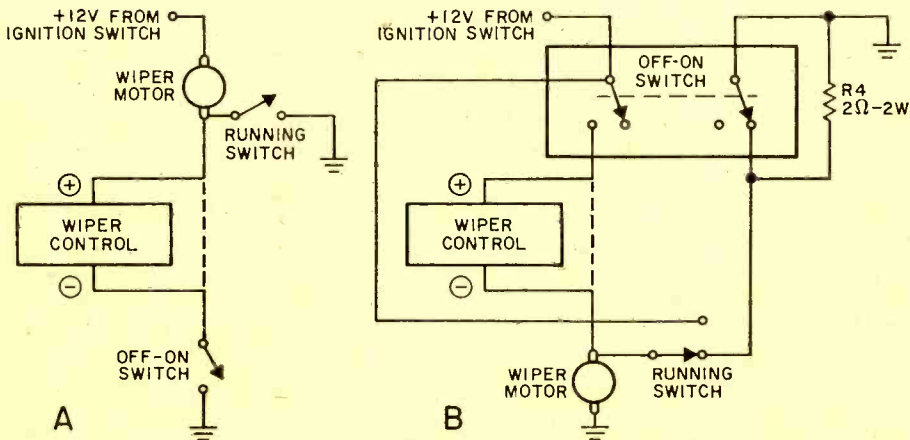 +12V FROM
IGNITION SWITCH
WIPER
MOTOR
RUNNING
SWITCH
+
WIPER
CONTROL
−
OFF-ON
SWITCH
A
+12V FROM
IGNITION SWITCH
OFF-ON
SWITCH
R4
2Ω-2W
+
WIPER
CONTROL
−
WIPER
MOTOR
RUNNING
SWITCH
B